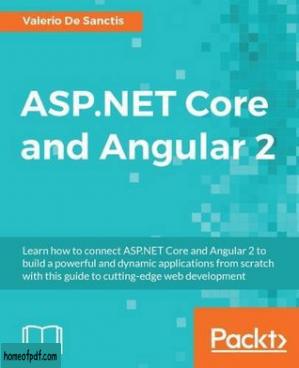 Valerio De Sanctis
ASP.NET Core
and Angular 2
Learn how to connect ASP.NET Core and Angular 2 to
build a powerful and dynamic applications from scratch
with this guide to cutting-edge web development
Packt>
homeofpdf.com